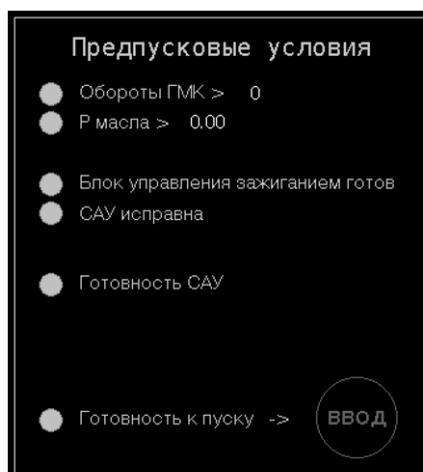 Предпусковые условия
Обороты ГМК > 0
Р масла > 0.00
Блок управления зажиганием готов
САУ исправна
Готовность САУ
Готовность к пуску -> ВВОД